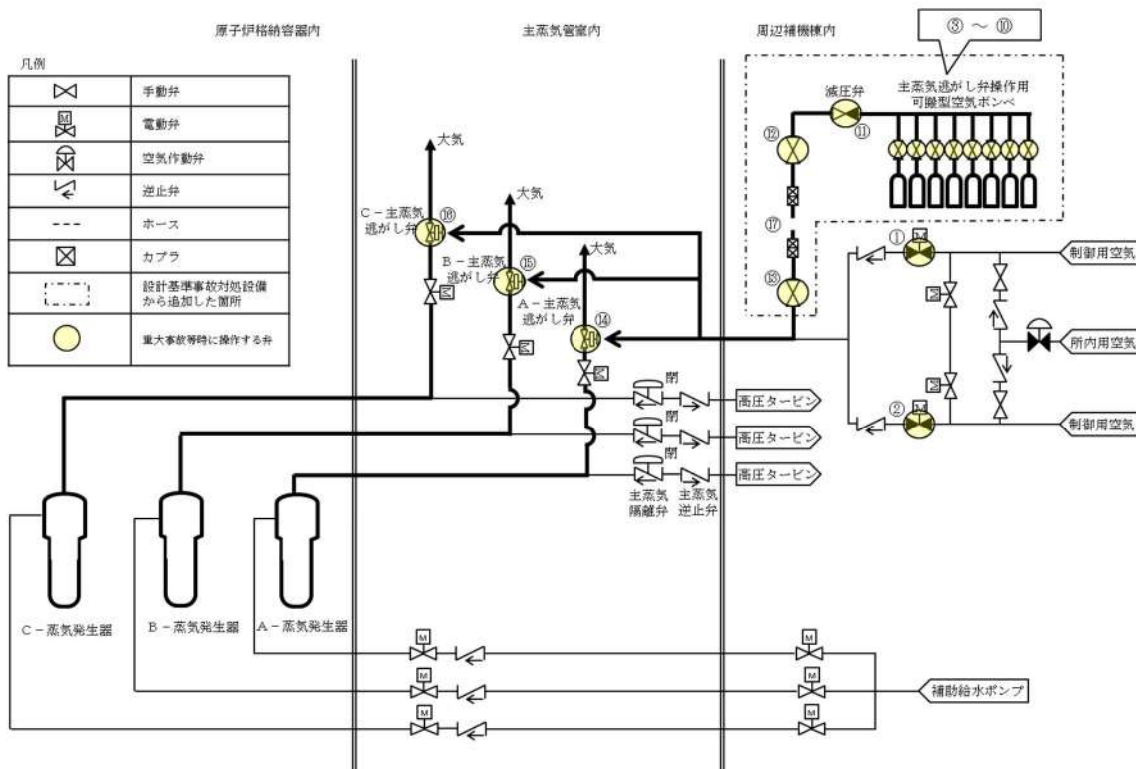 原子炉格納容器内
主蒸気管室内
周辺補機棟内
③ ～ ⑩
凡例
手動弁
M
電動弁
空気作動弁
逆止弁
ホース
カプラ
設計基準事故対処設備
から追加した箇所
重大事故等時に操作する弁
主蒸気逃がし弁操作用
可搬型空気ボンベ
減圧弁
⑪
⑫
⑰
⑬
大気
C－主蒸気
逃がし弁
⑯
M
大気
B－主蒸気
逃がし弁
⑮
M
大気
A－主蒸気
逃がし弁
⑭
M
①
M
制御用空気
M
所内用空気
M
②
M
制御用空気
閉
高圧タービン
閉
高圧タービン
閉
高圧タービン
主蒸気
隔離弁
主蒸気
逆止弁
C－蒸気発生器
B－蒸気発生器
A－蒸気発生器
M
M
M
M
補助給水ポンプ
M
M